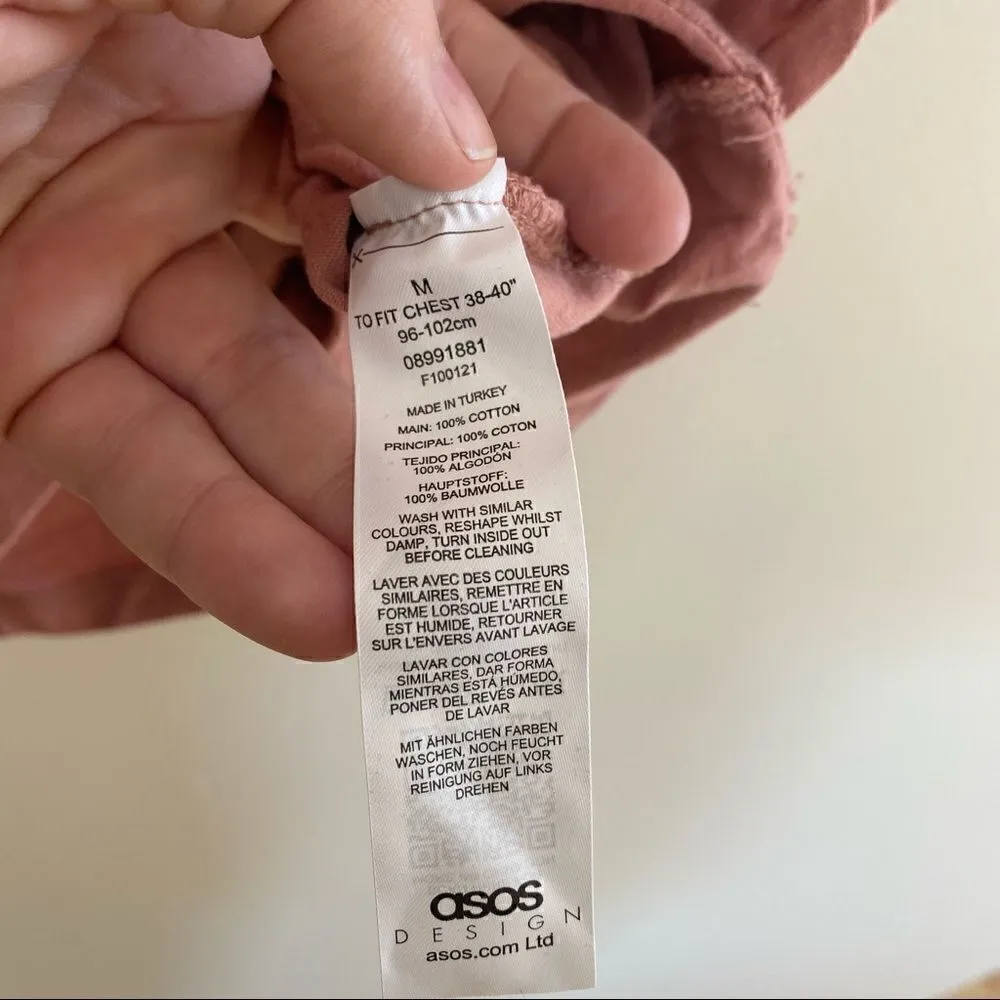 M
TO FIT CHEST 38-40"
96-102cm
08991881
F100121
MADE IN TURKEY
MAIN: 100% COTTON
PRINCIPAL: 100% COTON
TEJIDO PRINCIPAL:
100% ALGODÓN
HAUPTSTOFF:
100% BAUMWOLLE
WASH WITH SIMILAR
COLOURS, RESHAPE WHILST
DAMP, TURN INSIDE OUT
BEFORE CLEANING
LAVER AVEC DES COULEURS
SIMILAIRES, REMETTRE EN
FORME LORSQUE L'ARTICLE
EST HUMIDE, RETOURNER
SUR L'ENVERS AVANT LAVAGE
LAVAR CON COLORES
SIMILARES, DAR FORMA
MIENTRAS ESTÁ HÚMEDO,
PONER DEL REVÉS ANTES
DE LAVAR
MIT ÄHNLICHEN FARBEN
WASCHEN, NOCH FEUCHT
IN FORM ZIEHEN, VOR
REINIGUNG AUF LINKS
DREHEN
asos
DESIGN
asos.com Ltd